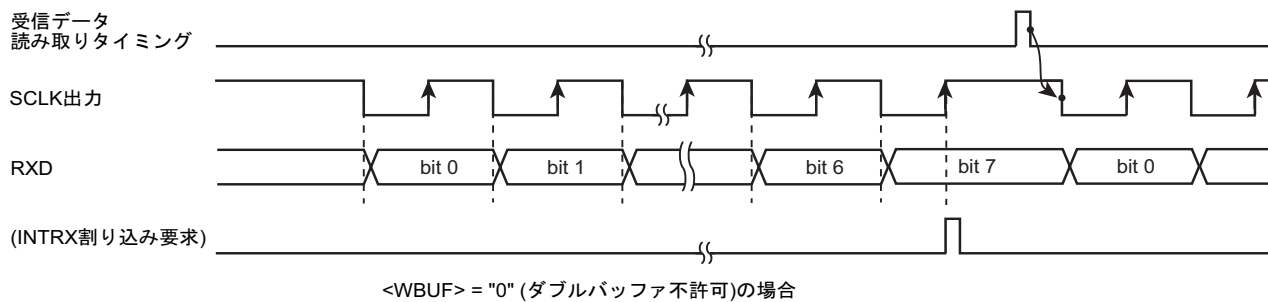 受信データ
読み取りタイミング
SCLK出力
RXD
bit 0
bit 1
bit 6
bit 7
bit 0
(INTRX割り込み要求)
<WBUF> = "0" (ダブルバッファ不許可)の場合